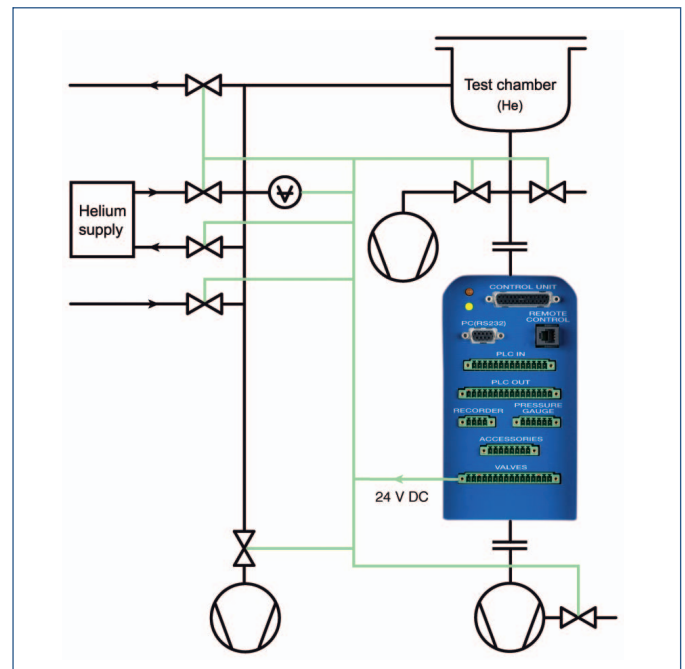 Test chamber
(He)
Helium
supply
CONTROL UNIT
PC(RS232)
REMOTE
CONTROL
PLC IN
PLC OUT
RECORDER
PRESSURE
GAUGE
ACCESSORIES
VALVES
24 V DC